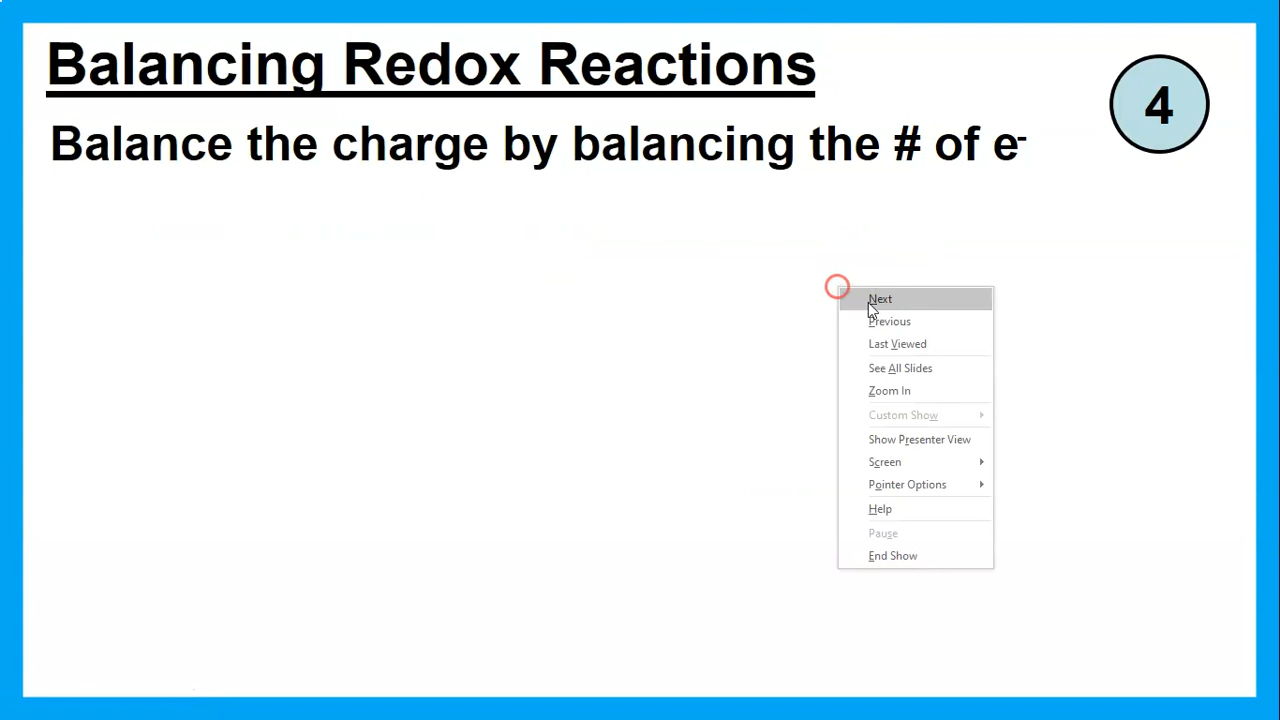 Balancing Redox Reactions
4
Balance the charge by balancing the # of e-
Next
Previous
Last Viewed
See All Slides
Zoom In
Custom Show
Show Presenter View
Screen
Pointer Options
Help
Pause
End Show